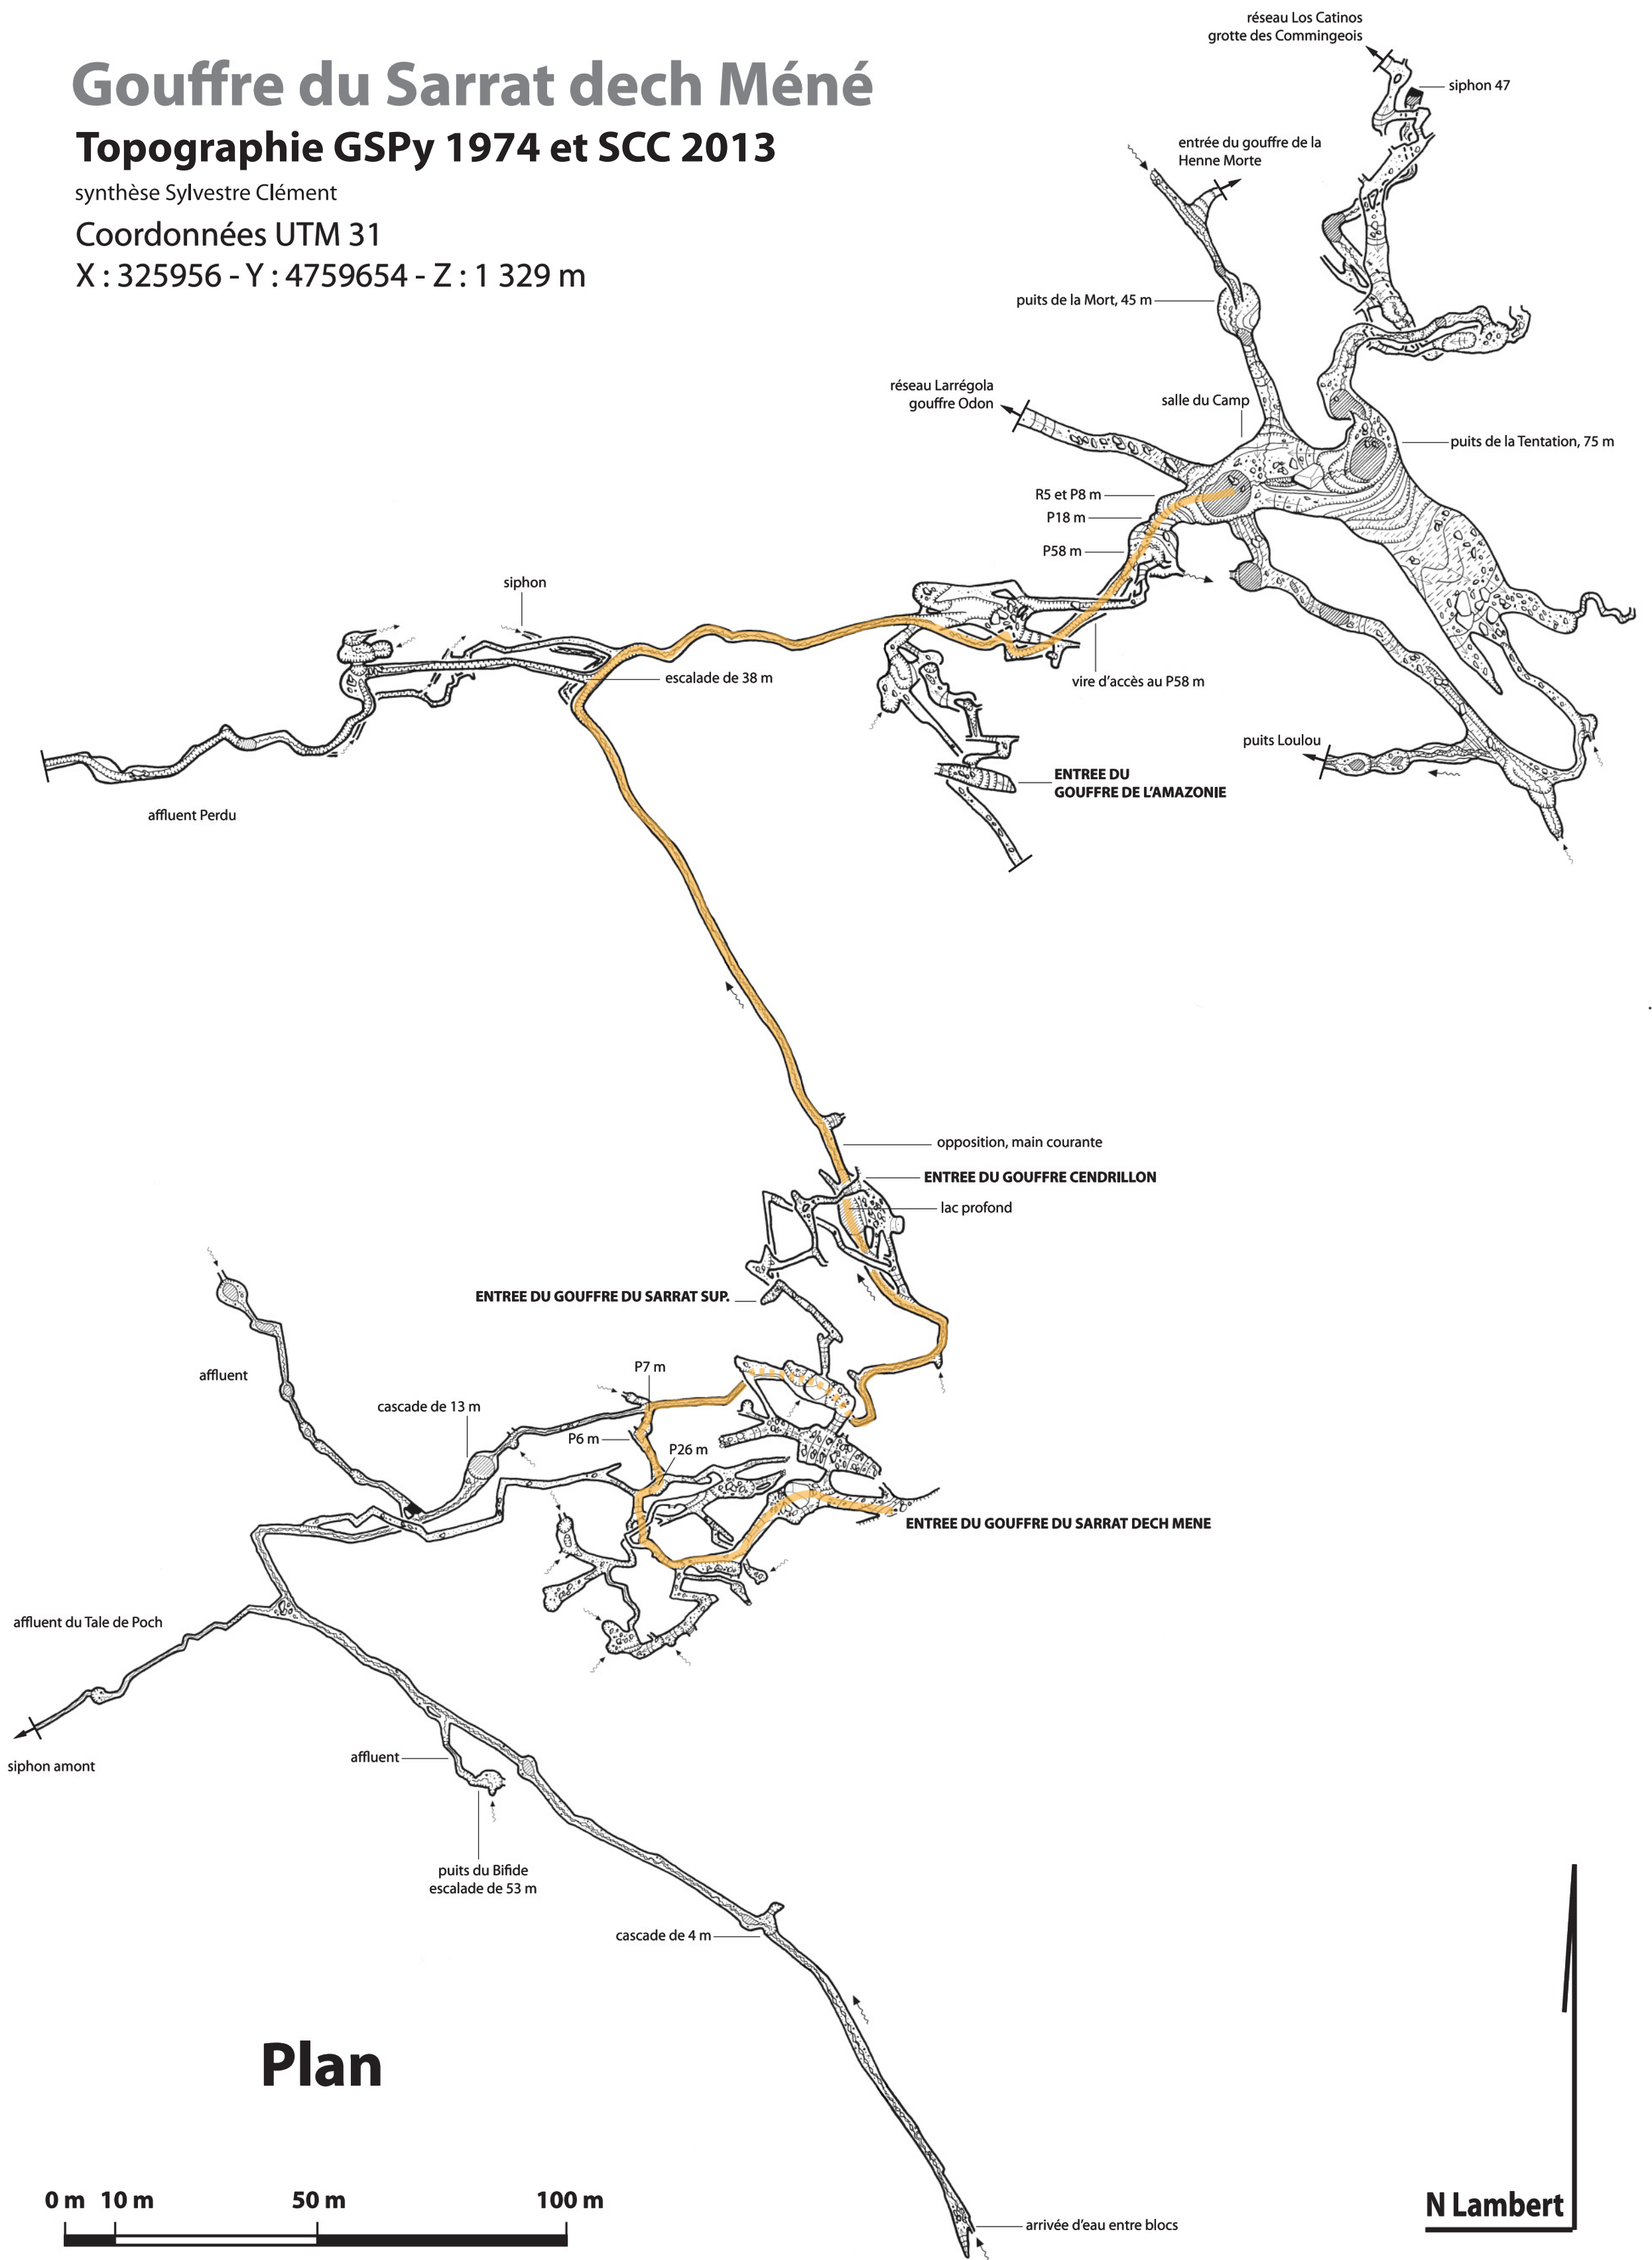 Gouffre du Sarrat dech Méné
Topographie GSPy 1974 et SCC 2013
synthèse Sylvestre Clément
Coordonnées UTM 31
X : 325956 - Y : 4759654 - Z : 1 329 m
réseau Los Catinos
grotte des Commingeois
siphon 47
entrée du gouffre de la
Henne Morte
puits de la Mort, 45 m
réseau Larrégola
gouffre Odon
salle du Camp
puits de la Tentation, 75 m
R5 et P8 m
P18 m
P58 m
siphon
escalade de 38 m
vire d'accès au P58 m
puits Loulou
ENTREE DU
GOUFFRE DE L'AMAZONIE
affluent Perdu
opposition, main courante
ENTREE DU GOUFFRE CENDRILLON
lac profond
ENTREE DU GOUFFRE DU SARRAT SUP.
P7 m
affluent
cascade de 13 m
P6 m
P26 m
ENTREE DU GOUFFRE DU SARRAT DECH MENE
affluent du Tale de Poch
siphon amont
affluent
puits du Bifide
escalade de 53 m
cascade de 4 m
Plan
0 m 10 m 50 m 100 m
N Lambert
arrivée d'eau entre blocs